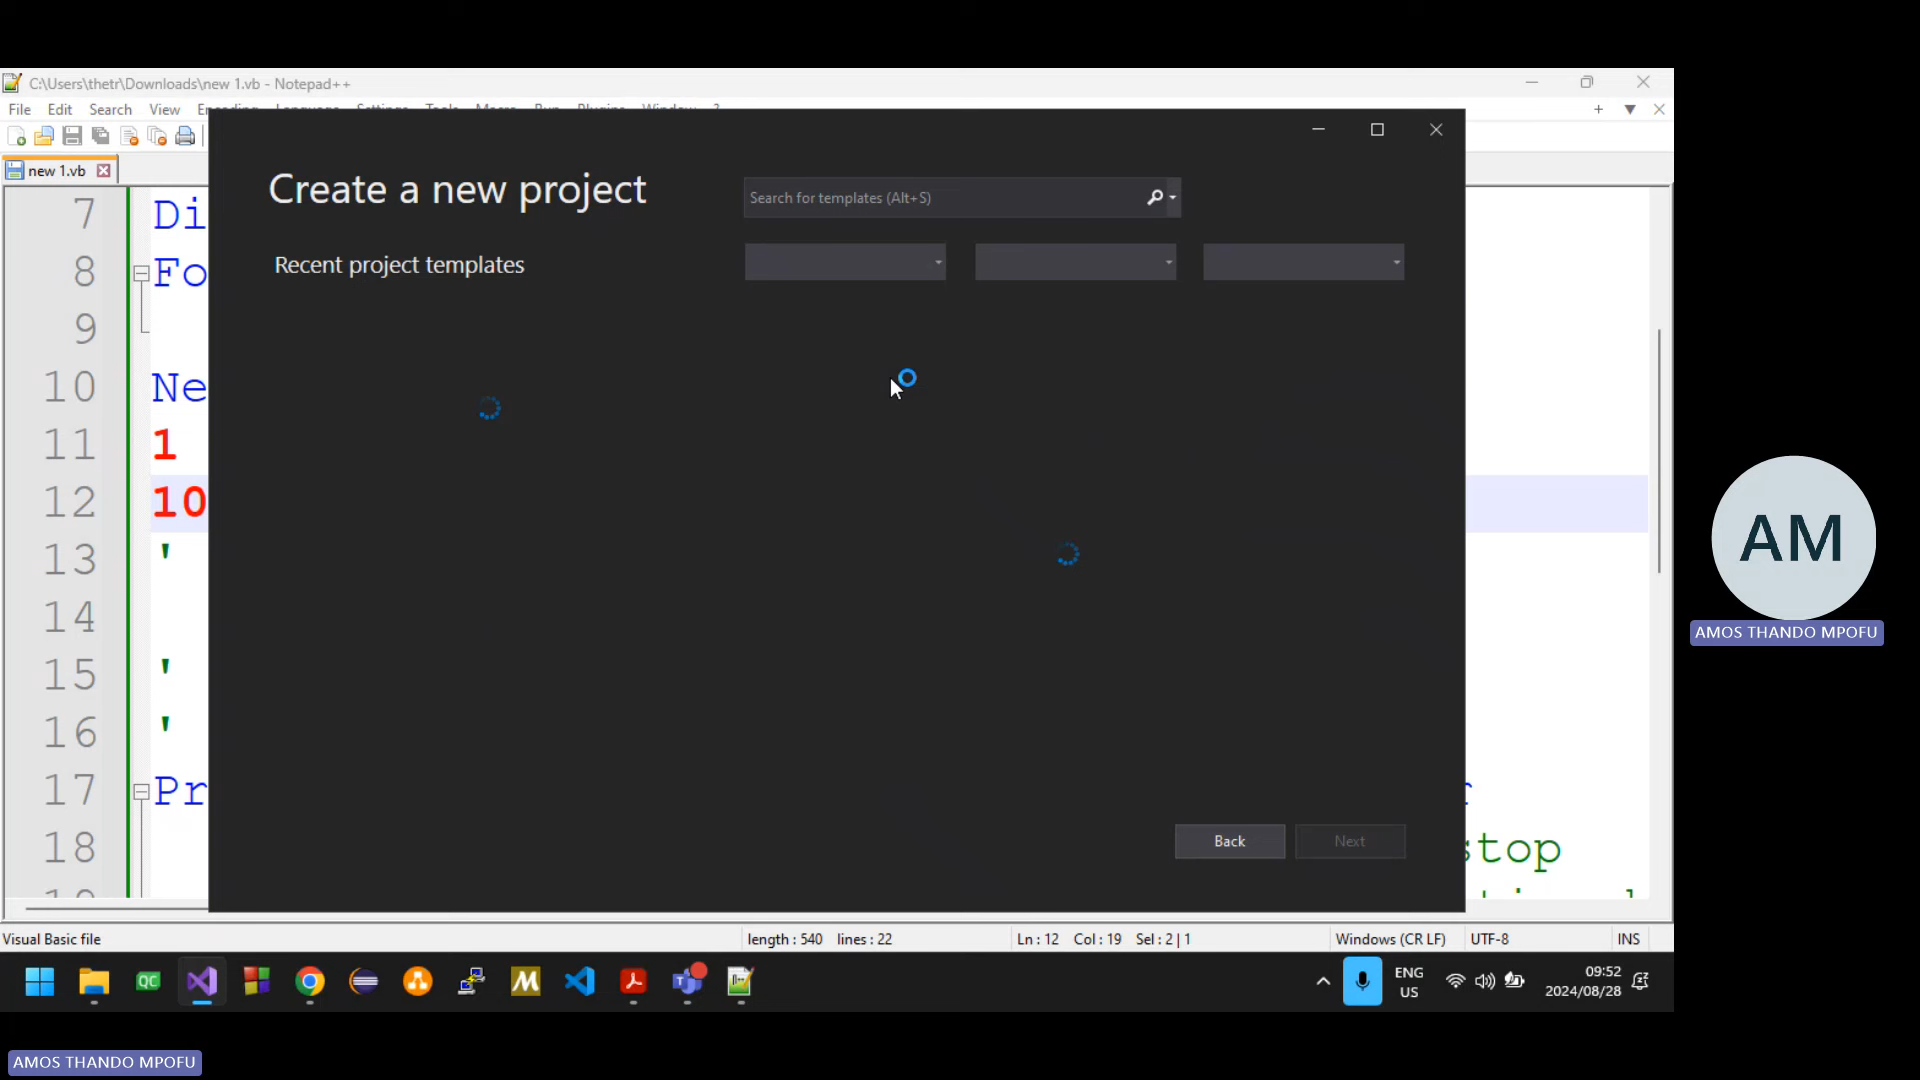 C:\Users\thetr\Downloads\new 1.vb - Notepad++
File Edit Search View
new 1.vb
Create a new project
Search for templates (Alt+S)
Recent project templates
7 Di
8 Fo
9
10 Ne
11 1
12 10
13 '
14
15 '
16 '
17 Pr
18 stop
Back Next
Visual Basic file length : 540 lines : 22 Ln : 12 Col : 19 Sel : 2 | 1 Windows (CR LF) UTF-8 INS
QC
ENG
US
09:52
2024/08/28
AM
AMOS THANDO MPOFU
AMOS THANDO MPOFU